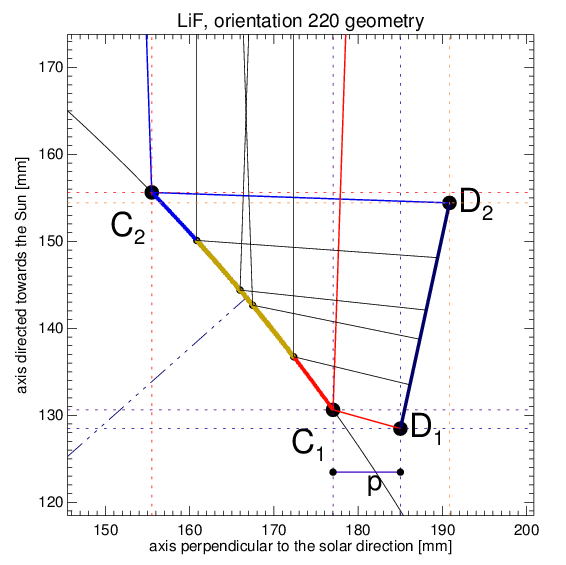 LiF, orientation 220 geometry
axis directed towards the Sun [mm]
170
160
150
140
130
120
C2
D2
C1
D1
p
150 160 170 180 190 200
axis perpendicular to the solar direction [mm]